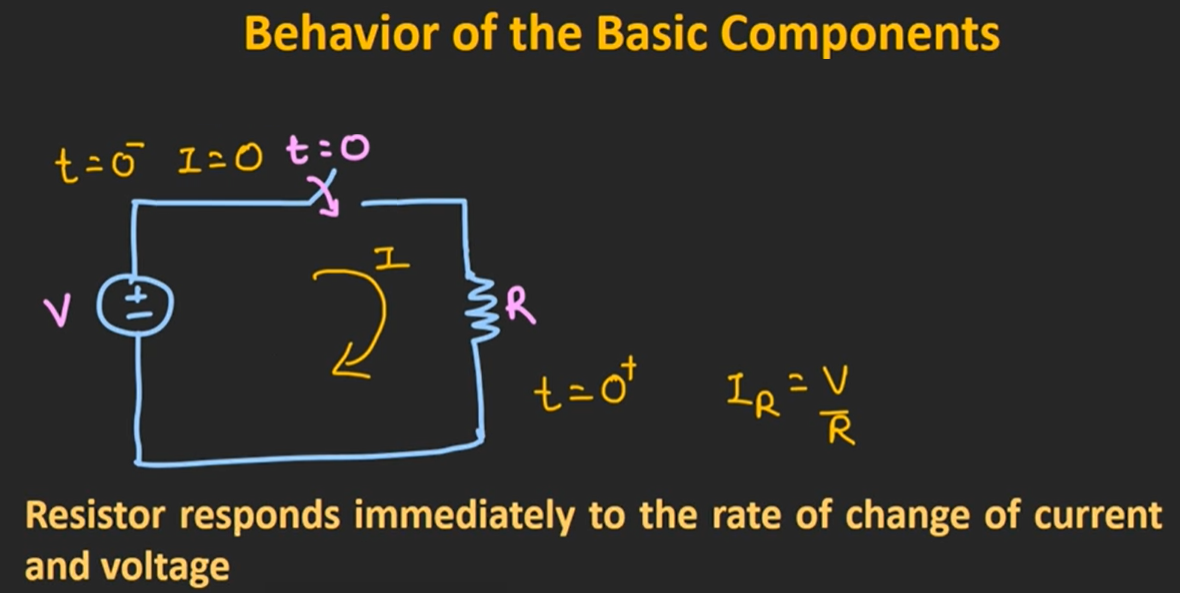 Behavior of the Basic Components
t=0⁻ I=0 t=0
I
V
+
−
R
t=0⁺ I_R = V/R
Resistor responds immediately to the rate of change of current
and voltage